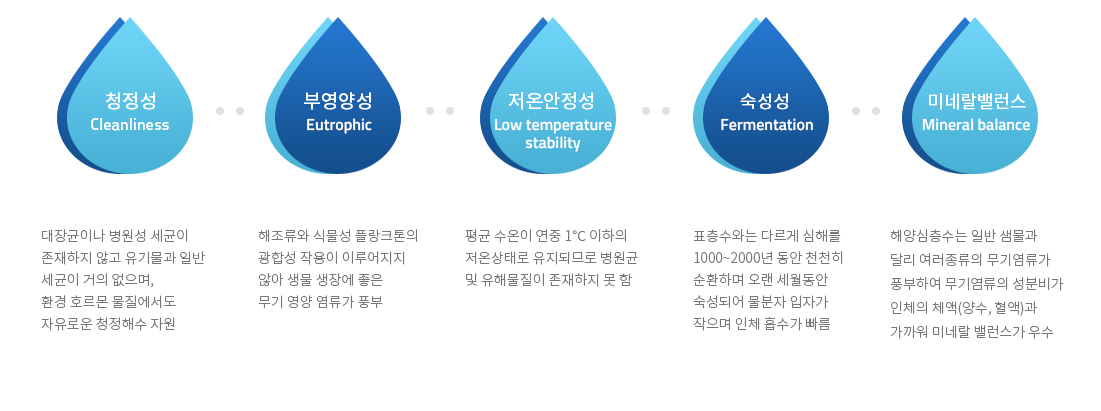 청정성
Cleanliness
대장균이나 병원성 세균이
존재하지 않고 유기물과 일반
세균이 거의 없으며,
환경 호르몬 물질에서도
자유로운 청정해수 자원
부영양성
Eutrophic
해조류와 식물성 플랑크톤의
광합성 작용이 이루어지지
않아 생물 생장에 좋은
무기 영양 염류가 풍부
저온안정성
Low temperature
stability
평균 수온이 연중 1℃ 이하의
저온상태로 유지되므로 병원균
및 유해물질이 존재하지 못 함
숙성성
Fermentation
표층수와는 다르게 심해를
1000~2000년 동안 천천히
순환하며 오랜 세월동안
숙성되어 물분자 입자가
작으며 인체 흡수가 빠름
미네랄밸런스
Mineral balance
해양심층수는 일반 샘물과
달리 여러종류의 무기염류가
풍부하여 무기염류의 성분비가
인체의 체액(양수, 혈액)과
가까워 미네랄 밸런스가 우수